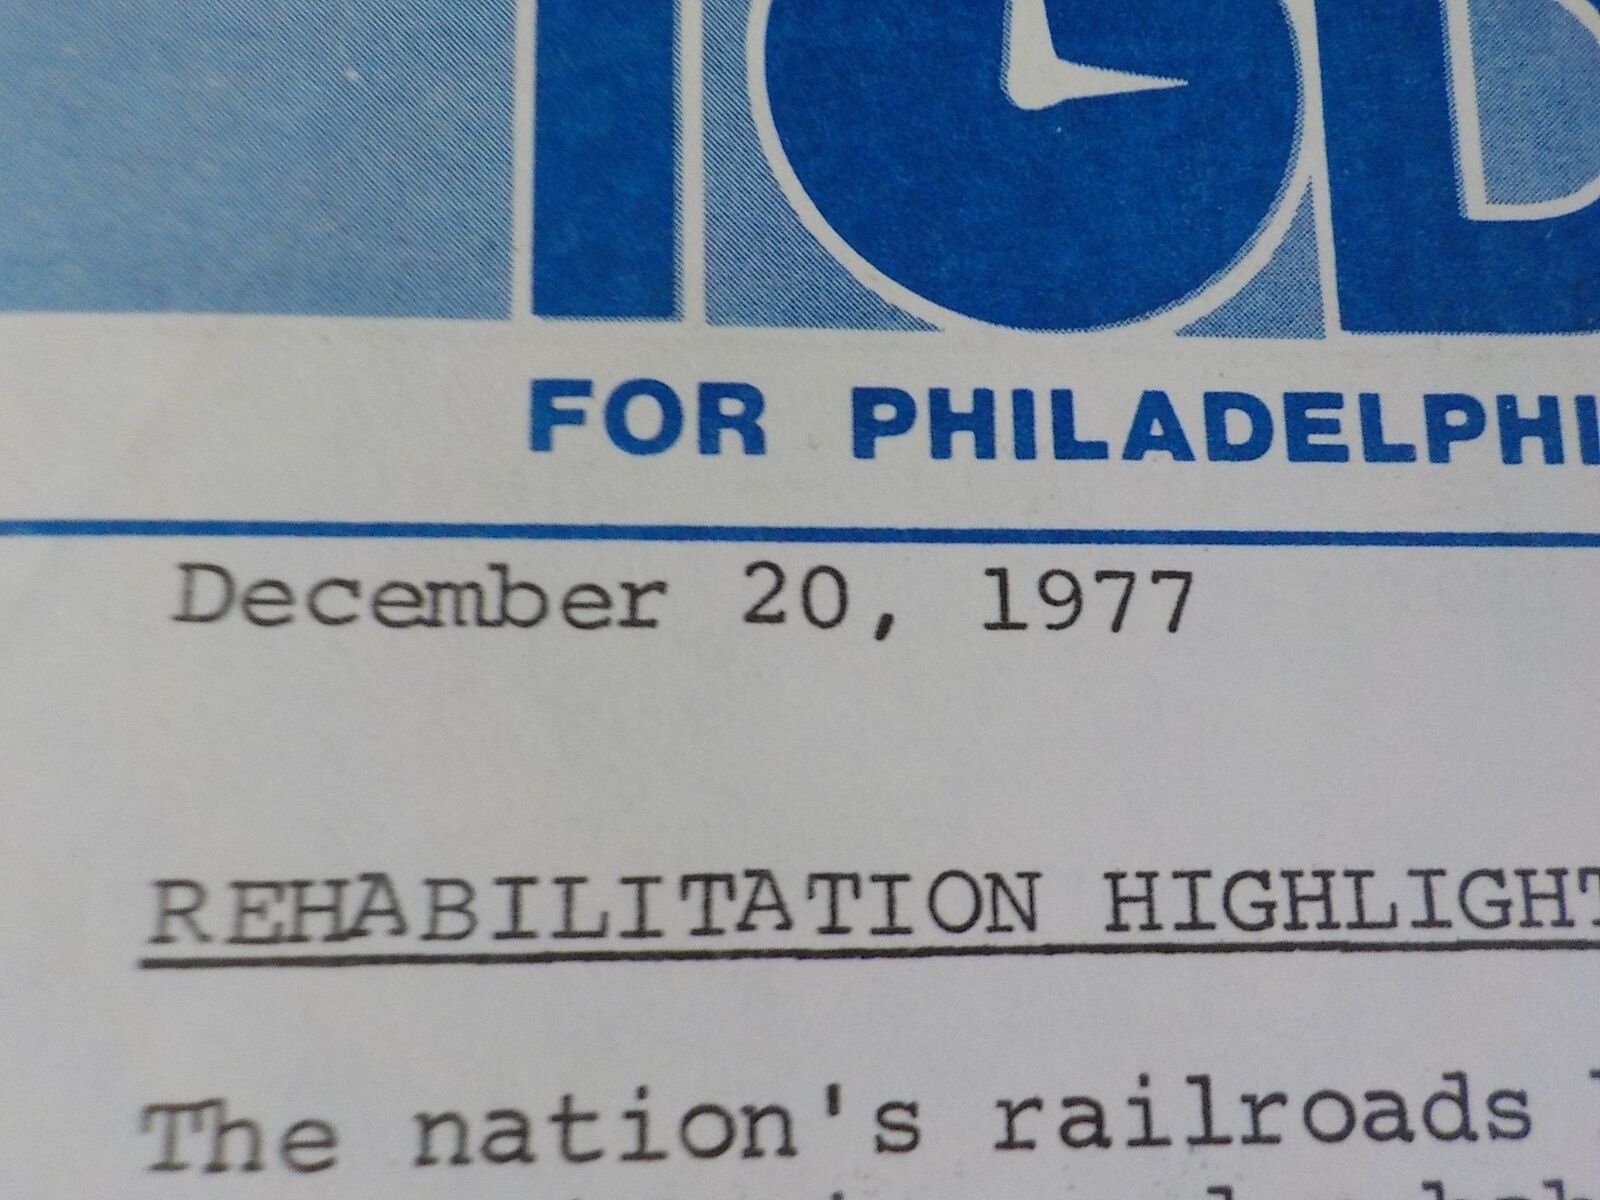 FOR PHILADELPHI
December 20, 1977
REHABILITATION HIGHLIGHT
The nation's railroads